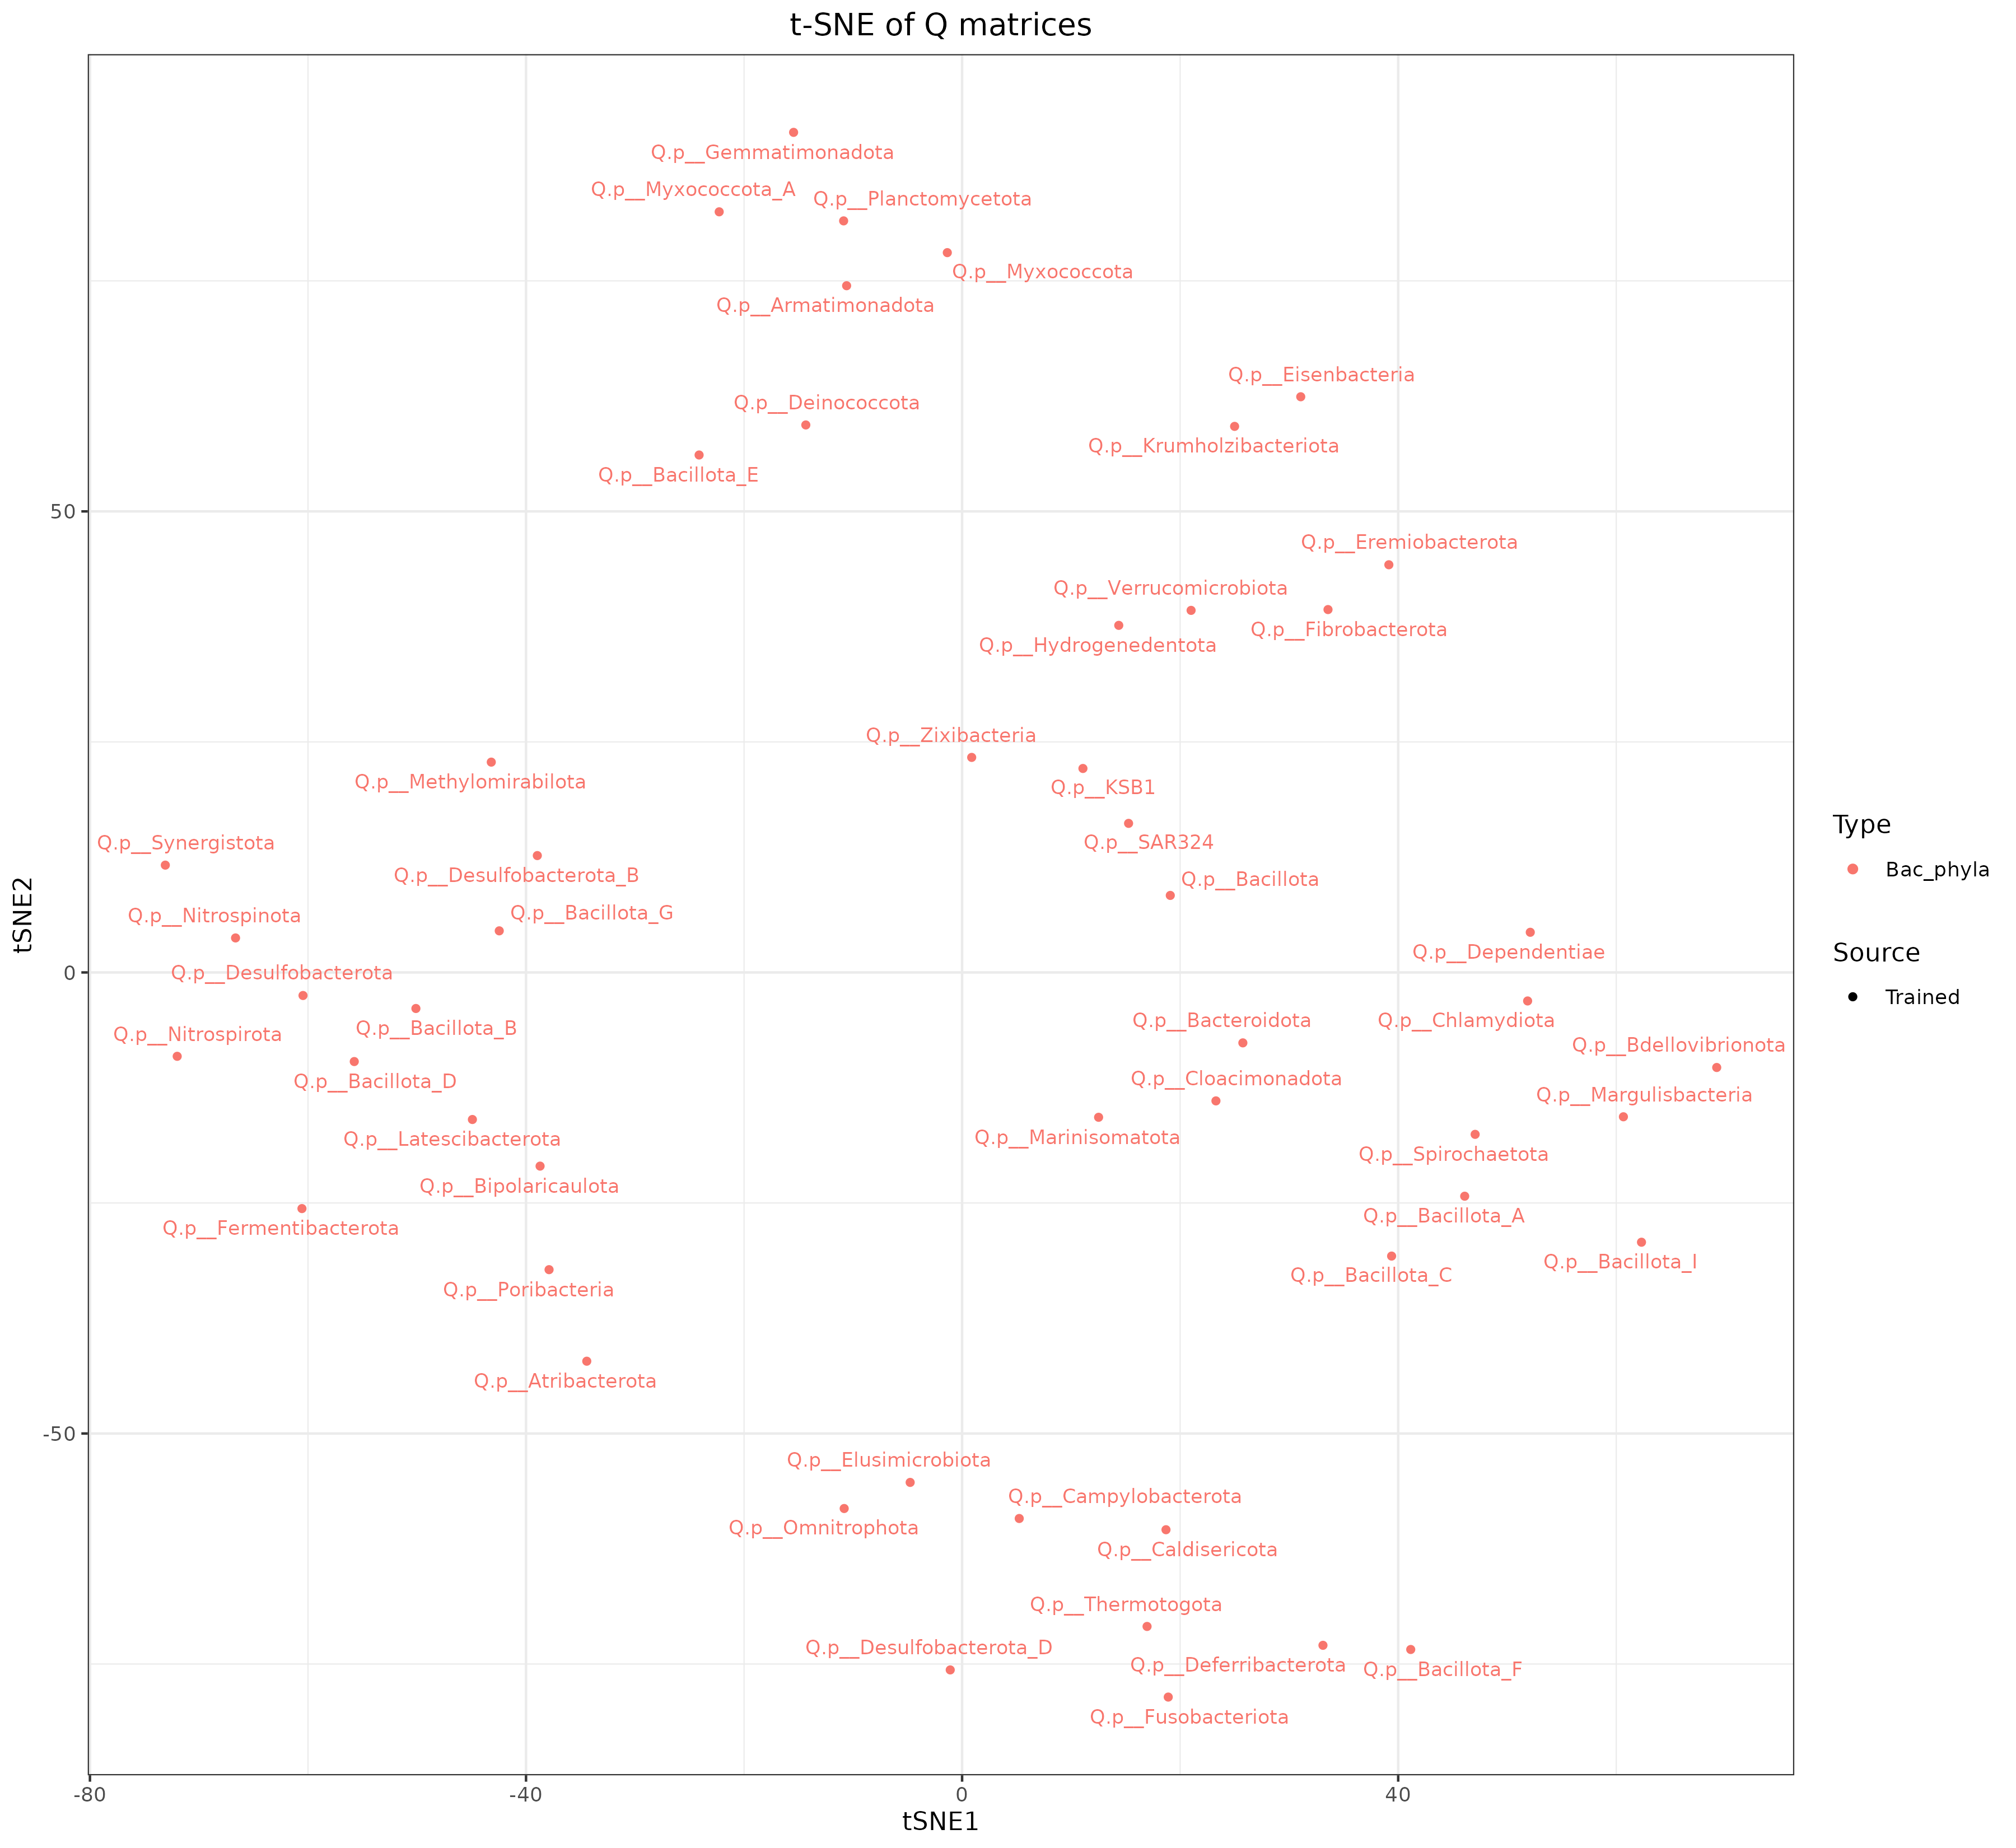 t-SNE of Q matrices
Q.p__Gemmatimonadota
Q.p__Myxococcota_A
Q.p__Planctomycetota
Q.p__Myxococcota
Q.p__Armatimonadota
Q.p__Eisenbacteria
Q.p__Deinococcota
Q.p__Krumholzibacteriota
Q.p__Bacillota_E
50
Q.p__Eremiobacterota
Q.p__Verrucomicrobiota
Q.p__Fibrobacterota
Q.p__Hydrogenedentota
Q.p__Zixibacteria
Q.p__Methylomirabilota
Q.p__KSB1
Q.p__Synergistota
Q.p__SAR324
Q.p__Desulfobacterota_B
Q.p__Bacillota
Q.p__Nitrospinota
Q.p__Bacillota_G
Q.p__Dependentiae
0
Q.p__Desulfobacterota
Q.p__Bacillota_B
Q.p__Bacteroidota
Q.p__Chlamydiota
Q.p__Nitrospirota
Q.p__Bdellovibrionota
Q.p__Bacillota_D
Q.p__Cloacimonadota
Q.p__Margulisbacteria
Q.p__Latescibacterota
Q.p__Marinisomatota
Q.p__Spirochaetota
Q.p__Bipolaricaulota
Q.p__Bacillota_A
Q.p__Fermentibacterota
Q.p__Bacillota_I
Q.p__Bacillota_C
Q.p__Poribacteria
Q.p__Atribacterota
-50
Q.p__Elusimicrobiota
Q.p__Campylobacterota
Q.p__Omnitrophota
Q.p__Caldisericota
Q.p__Thermotogota
Q.p__Desulfobacterota_D
Q.p__Deferribacterota
Q.p__Bacillota_F
Q.p__Fusobacteriota
-80
-40
0
40
tSNE1
tSNE2
Type
Bac_phyla
Source
Trained